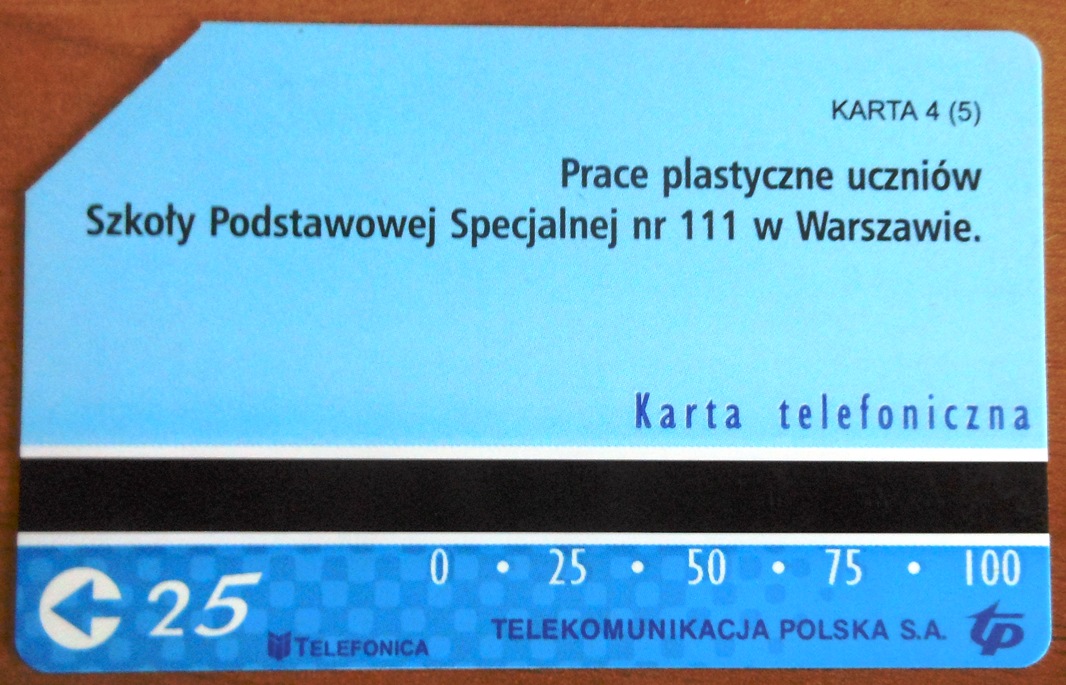 KARTA 4 (5)
Prace plastyczne uczniów
Szkoły Podstawowej Specjalnej nr 111 w Warszawie.
Karta telefoniczna
0 • 25 • 50 • 75 • 100
25
TELEFONICA
TELEKOMUNIKACJA POLSKA S.A. tp